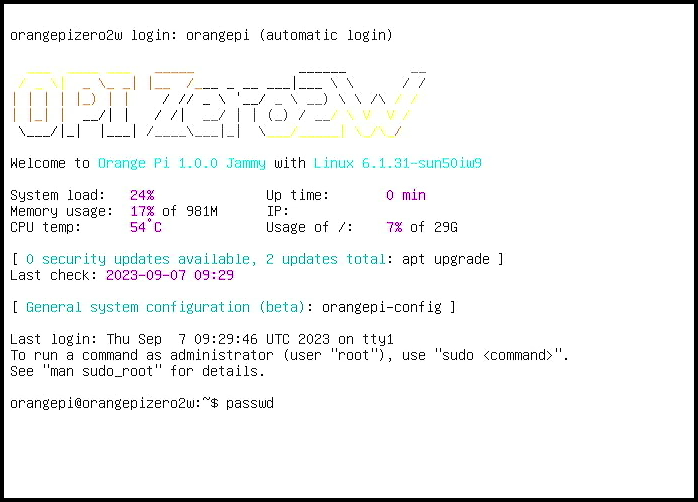 orangepizero2w login: orangepi (automatic login)
OPI Zero2W
Welcome to Orange Pi 1.0.0 Jammy with Linux 6.1.31-sun50iw9
System load: 24% Up time: 0 min
Memory usage: 17% of 981M IP:
CPU temp: 54°C Usage of /: 7% of 29G
[ 0 security updates available, 2 updates total: apt upgrade ]
Last check: 2023-09-07 09:29
[ General system configuration (beta): orangepi-config ]
Last login: Thu Sep 7 09:29:46 UTC 2023 on tty1
To run a command as administrator (user "root"), use "sudo <command>".
See "man sudo_root" for details.
orangepi@orangepizero2w:~$ passwd